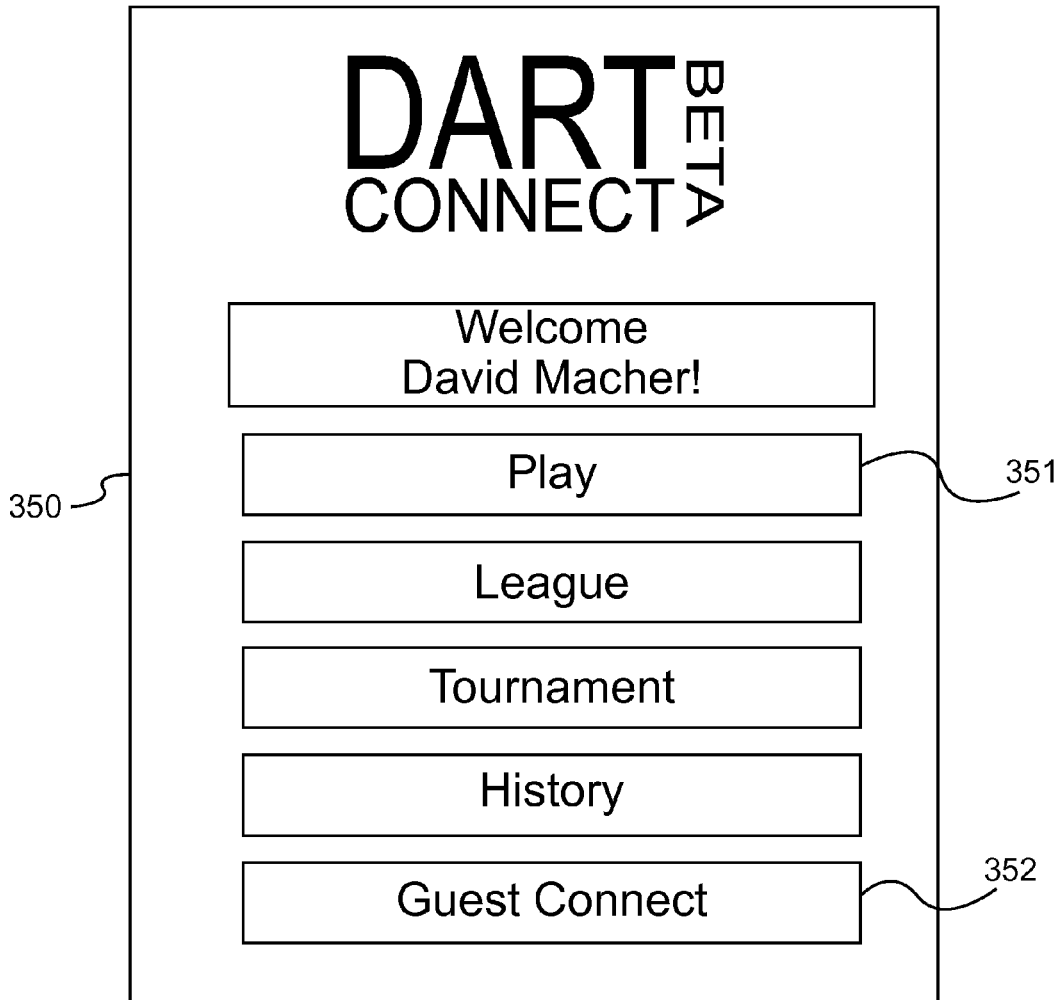 DART
BETA
CONNECT
Welcome
David Macher!
Play
351
350
League
Tournament
History
352
Guest Connect